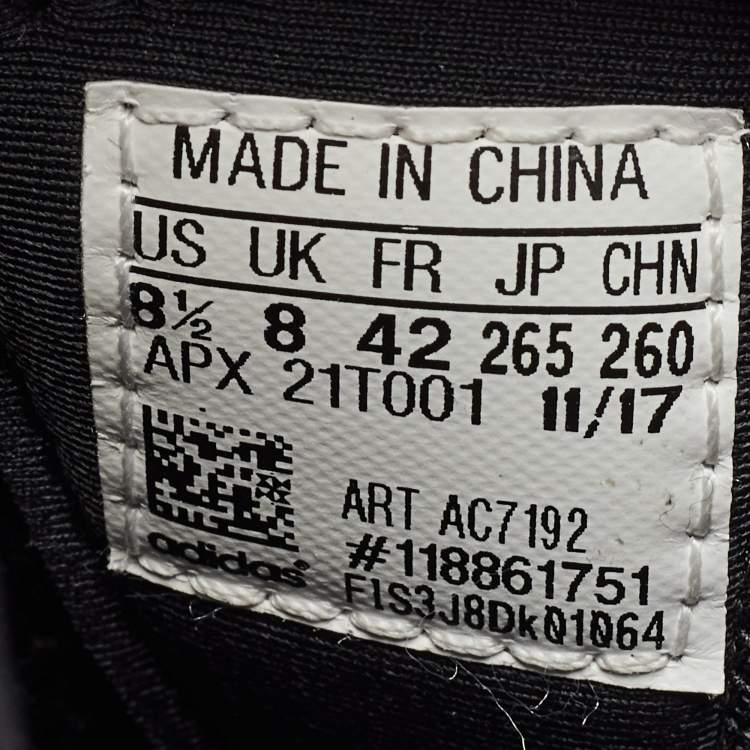 MADE IN CHINA
US UK FR JP CHN
8½ 8 42 265 260
APX 21T001 11/17
ART AC7192
#118861751
adidas®
FIS3J8Dk01064